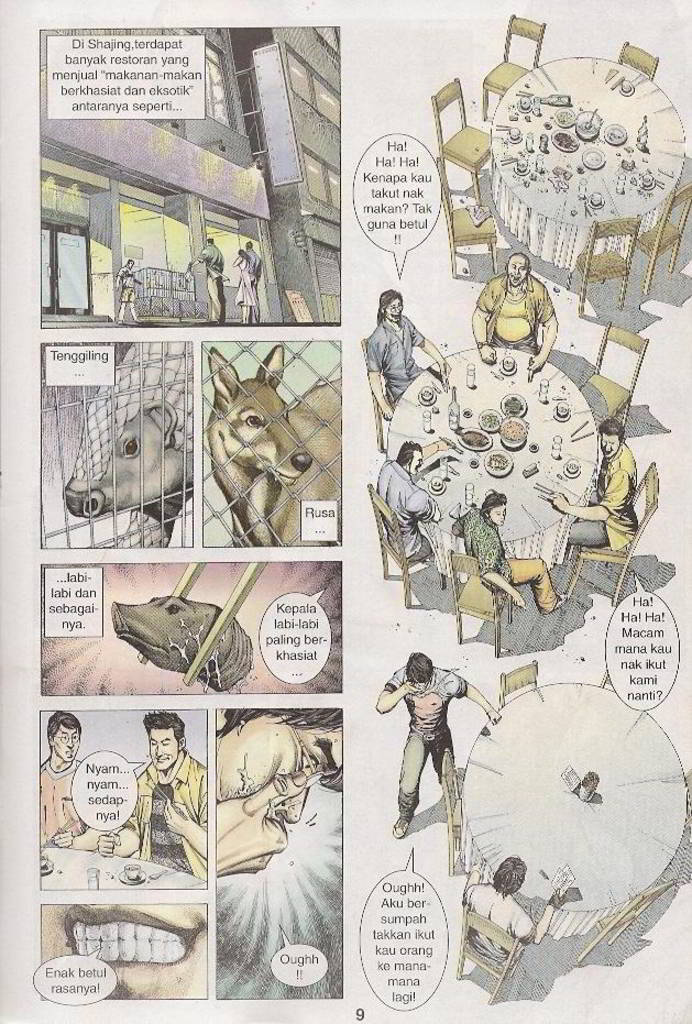 Di Shajing,terdapat
banyak restoran yang
menjual "makanan-makan
berkhasiat dan eksotik"
antaranya seperti...
Tenggiling
...
Rusa
...
...labi-
labi dan
sebagai-
nya.
Kepala
labi-labi
paling ber-
khasiat
...
Nyam...
nyam...
sedap-
nya!
Enak betul
rasanya!
Oughh
!!
Ha!
Ha! Ha!
Kenapa kau
takut nak
makan? Tak
guna betul
!!
Ha!
Ha! Ha!
Macam
mana kau
nak ikut
kami
nanti?
Oughh!
Aku ber-
sumpah
takkan ikut
kau orang
ke mana-
mana
lagi!
9